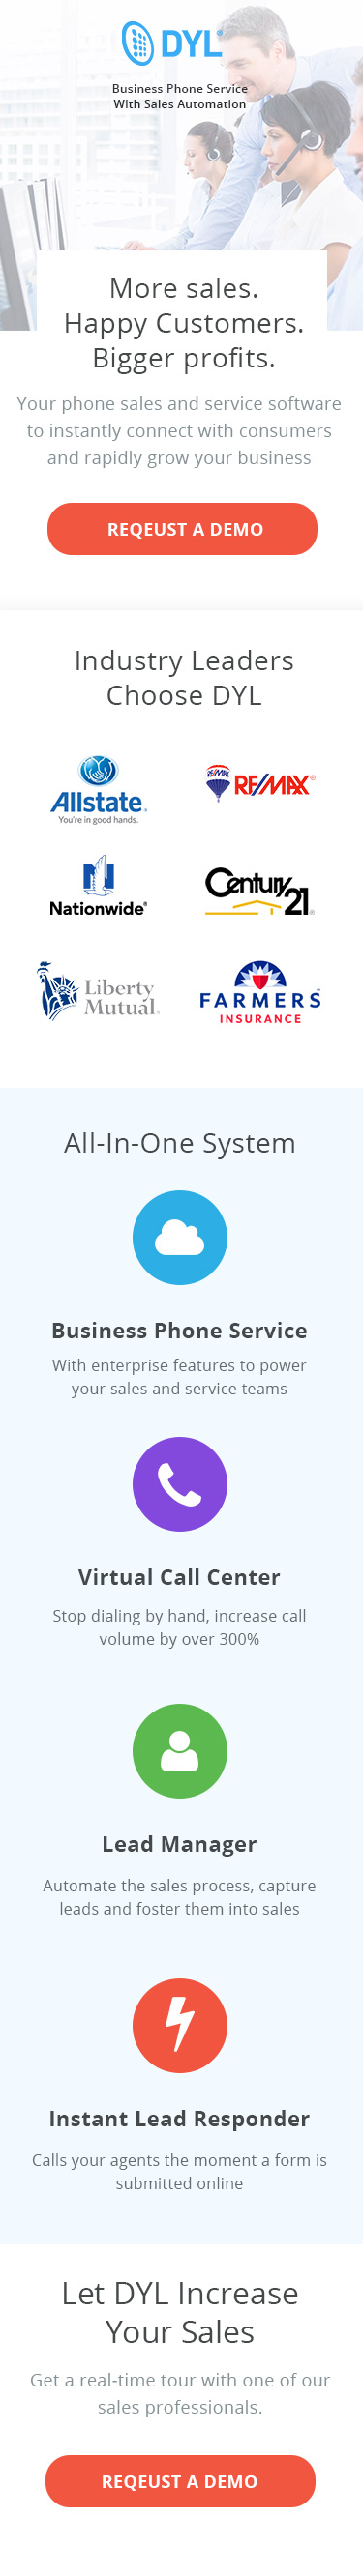 DYL
Business Phone Service
With Sales Automation
More sales.
Happy Customers.
Bigger profits.
Your phone sales and service software
to instantly connect with consumers
and rapidly grow your business
REQEUST A DEMO
Industry Leaders
Choose DYL
Allstate.
You're in good hands.
RE/MAX®
Nationwide®
Century
21
Liberty
Mutual
FARMERS
INSURANCE
All-In-One System
Business Phone Service
With enterprise features to power
your sales and service teams
Virtual Call Center
Stop dialing by hand, increase call
volume by over 300%
Lead Manager
Automate the sales process, capture
leads and foster them into sales
Instant Lead Responder
Calls your agents the moment a form is
submitted online
Let DYL Increase
Your Sales
Get a real-time tour with one of our
sales professionals.
REQEUST A DEMO